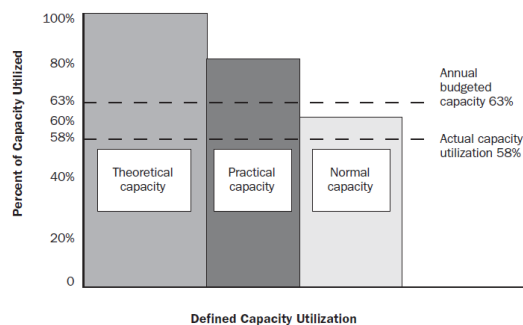 Percent of Capacity Utilized
100%
80%
63%
60%
58%
40%
20%
0
Theoretical
capacity
Practical
capacity
Normal
capacity
Annual
budgeted
capacity 63%
Actual capacity
utilization 58%
Defined Capacity Utilization